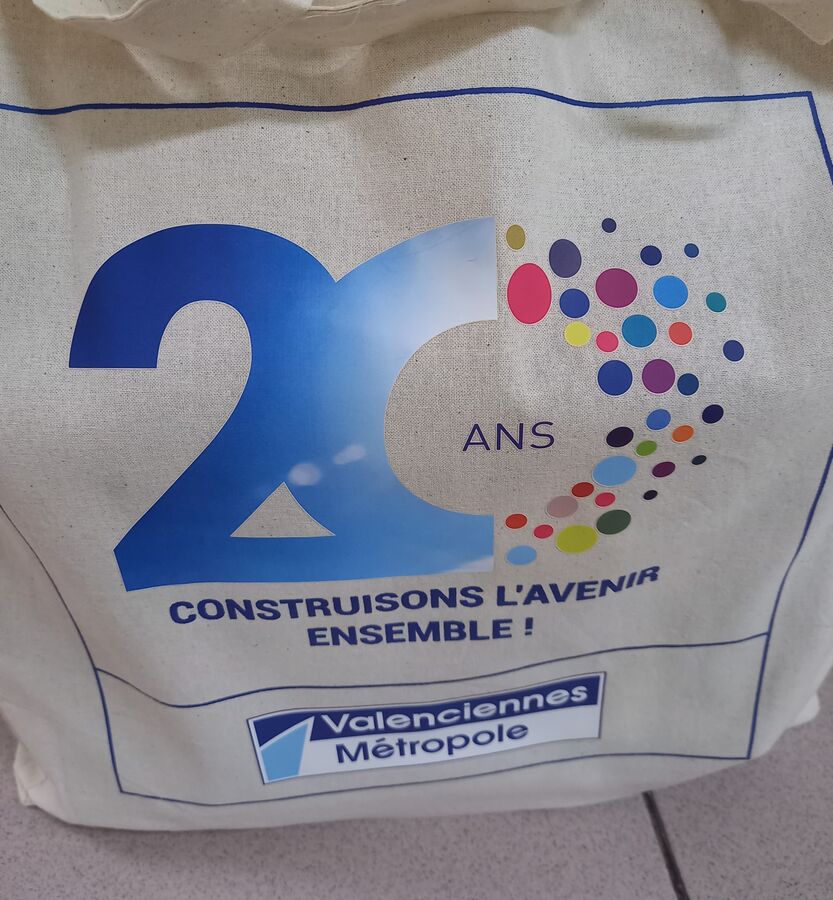 20
ANS
CONSTRUISONS L'AVENIR
ENSEMBLE !
Valenciennes
Métropole